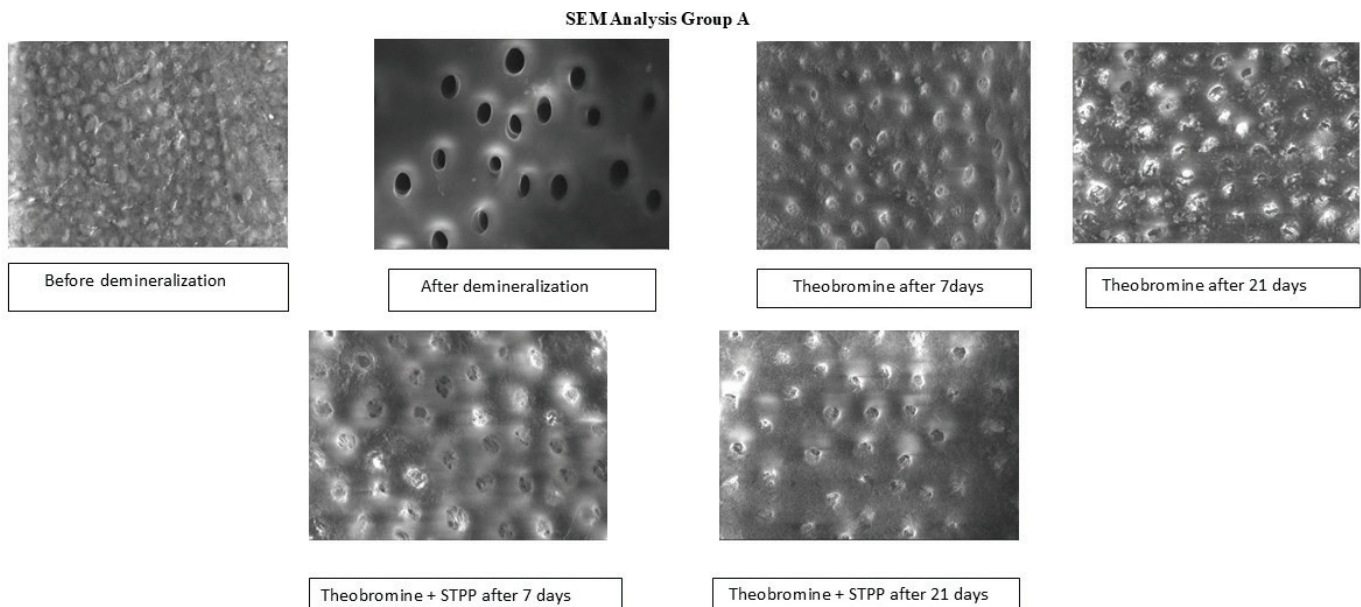 SEM Analysis Group A
Before demineralization
After demineralization
Theobromine after 7days
Theobromine after 21 days
Theobromine + STPP after 7 days
Theobromine + STPP after 21 days